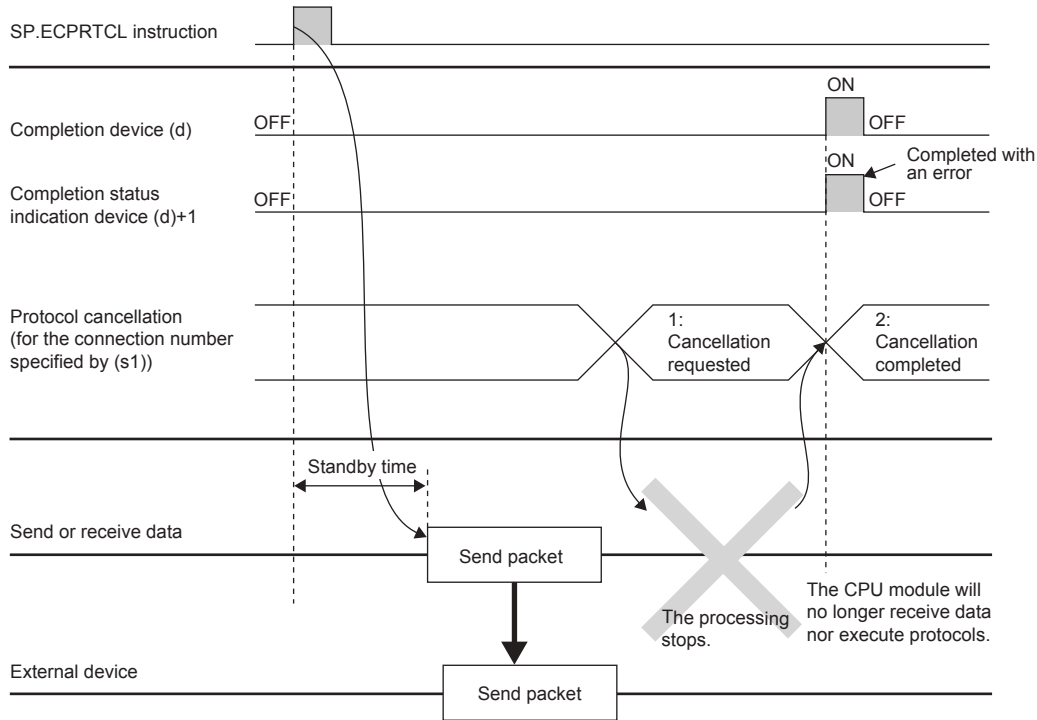 SP.ECPRTCL instruction
ON
Completion device (d)
OFF
OFF
ON
Completed with
an error
Completion status
indication device (d)+1
OFF
OFF
Protocol cancellation
(for the connection number
specified by (s1))
1:
Cancellation
requested
2:
Cancellation
completed
Standby time
Send or receive data
Send packet
The processing
stops.
The CPU module will
no longer receive data
nor execute protocols.
External device
Send packet